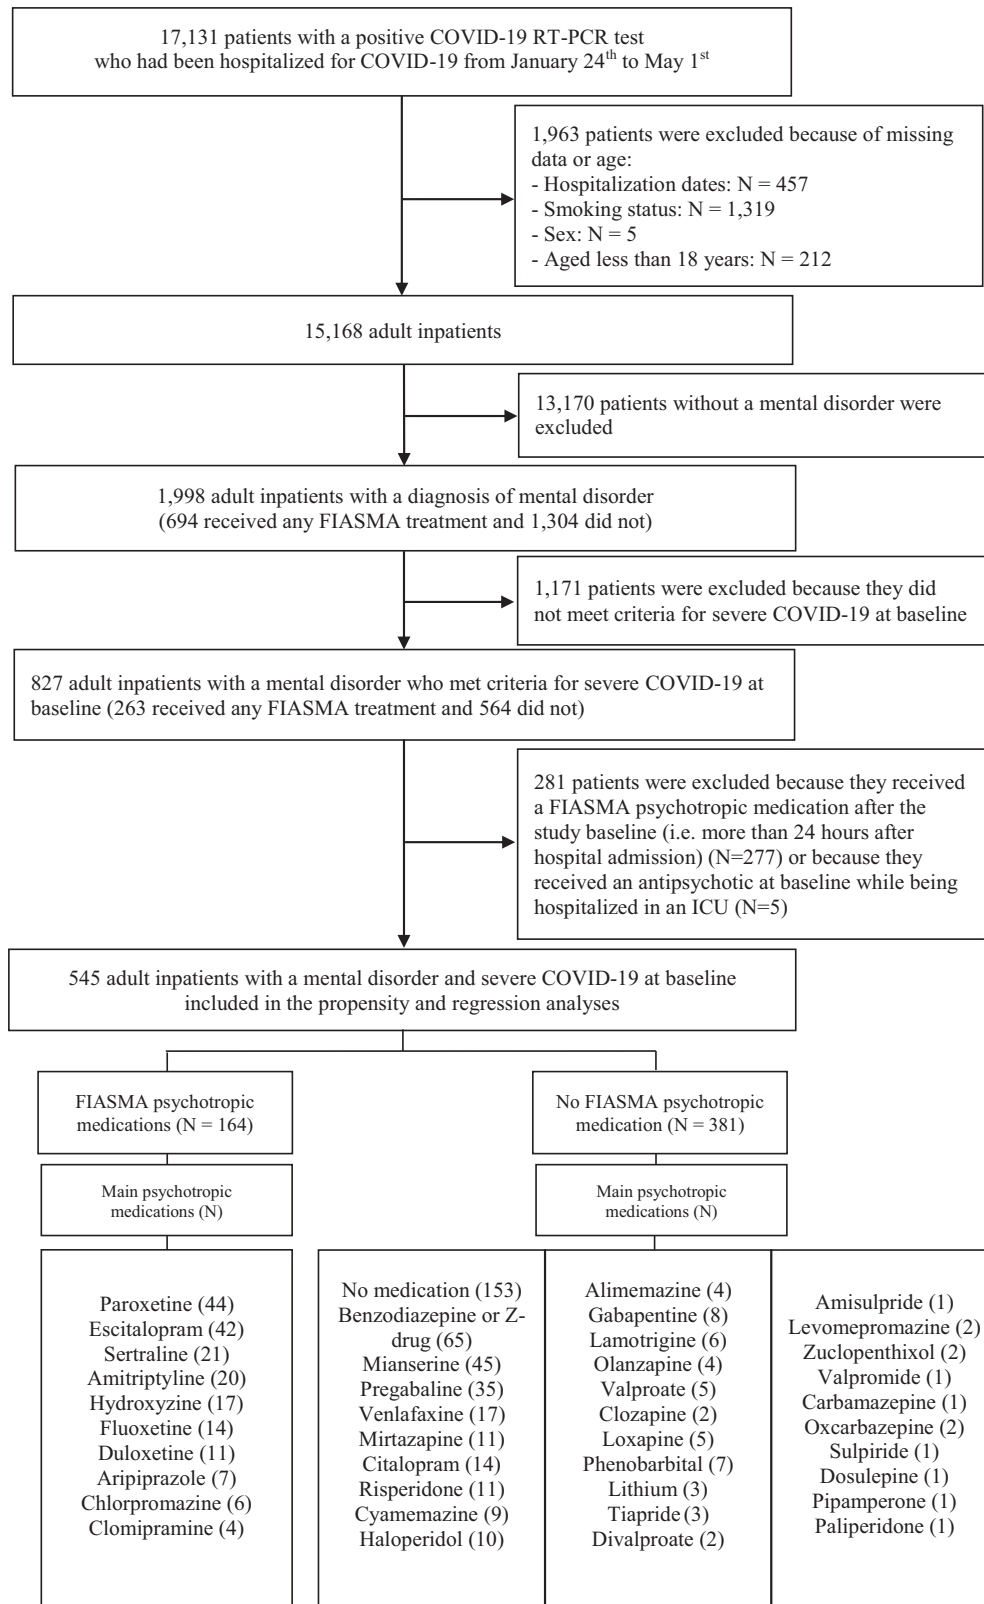 17,131 patients with a positive COVID-19 RT-PCR test
who had been hospitalized for COVID-19 from January 24th to May 1st
1,963 patients were excluded because of missing
data or age:
- Hospitalization dates: N = 457
- Smoking status: N = 1,319
- Sex: N = 5
- Aged less than 18 years: N = 212
15,168 adult inpatients
13,170 patients without a mental disorder were
excluded
1,998 adult inpatients with a diagnosis of mental disorder
(694 received any FIASMA treatment and 1,304 did not)
1,171 patients were excluded because they did
not meet criteria for severe COVID-19 at baseline
827 adult inpatients with a mental disorder who met criteria for severe COVID-19 at
baseline (263 received any FIASMA treatment and 564 did not)
281 patients were excluded because they received
a FIASMA psychotropic medication after the
study baseline (i.e. more than 24 hours after
hospital admission) (N=277) or because they
received an antipsychotic at baseline while being
hospitalized in an ICU (N=5)
545 adult inpatients with a mental disorder and severe COVID-19 at baseline
included in the propensity and regression analyses
FIASMA psychotropic
medications (N = 164)
No FIASMA psychotropic
medication (N = 381)
Main psychotropic
medications (N)
Main psychotropic
medications (N)
Paroxetine (44)
Escitalopram (42)
Sertraline (21)
Amitriptyline (20)
Hydroxyzine (17)
Fluoxetine (14)
Duloxetine (11)
Aripiprazole (7)
Chlorpromazine (6)
Clomipramine (4)
No medication (153)
Benzodiazepine or Z-
drug (65)
Mianserine (45)
Pregabaline (35)
Venlafaxine (17)
Mirtazapine (11)
Citalopram (14)
Risperidone (11)
Cyamemazine (9)
Haloperidol (10)
Alimemazine (4)
Gabapentine (8)
Lamotrigine (6)
Olanzapine (4)
Valproate (5)
Clozapine (2)
Loxapine (5)
Phenobarbital (7)
Lithium (3)
Tiapride (3)
Divalproate (2)
Amisulpride (1)
Levomepromazine (2)
Zuclopenthixol (2)
Valpromide (1)
Carbamazepine (1)
Oxcarbazepine (2)
Sulpiride (1)
Dosulepine (1)
Pipamperone (1)
Paliperidone (1)